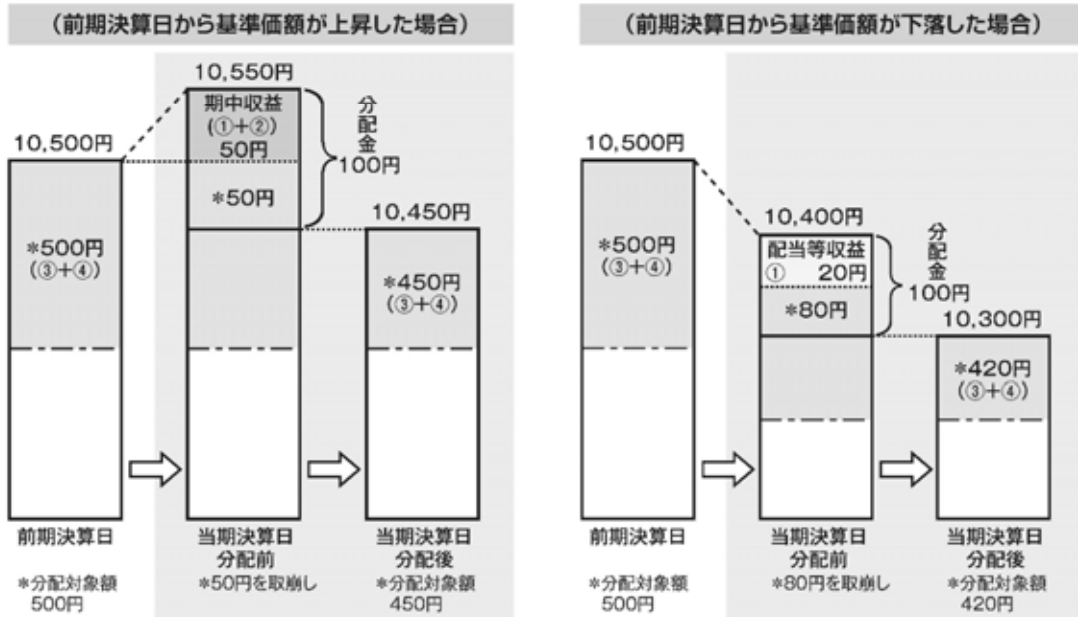 （前期決算日から基準価額が上昇した場合）
10,550円
期中収益
(①+②)
50円
分配金
100円
10,500円
*50円
10,450円
*500円
(③+④)
*450円
(③+④)
前期決算日
当期決算日
分配前
当期決算日
分配後
*分配対象額
500円
*50円を取崩し
*分配対象額
450円
（前期決算日から基準価額が下落した場合）
10,500円
10,400円
配当等収益
① 20円
分配金
100円
*500円
(③+④)
*80円
10,300円
*420円
(③+④)
前期決算日
当期決算日
分配前
当期決算日
分配後
*分配対象額
500円
*80円を取崩し
*分配対象額
420円